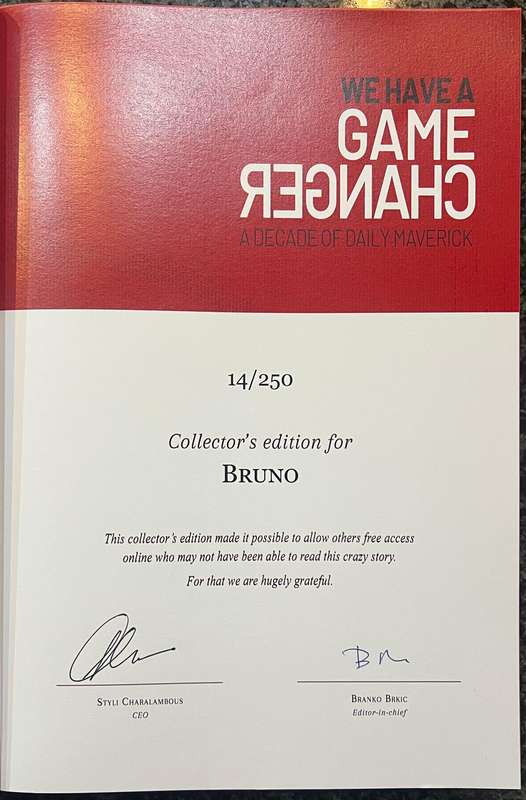 WE HAVE A
GAME
CHANGER
A DECADE OF DAILY MAVERICK
14/250
Collector's edition for
BRUNO
This collector's edition made it possible to allow others free access
online who may not have been able to read this crazy story.
For that we are hugely grateful.
STYLI CHARALAMBOUS
CEO
BRANKO BRKIC
Editor-in-chief